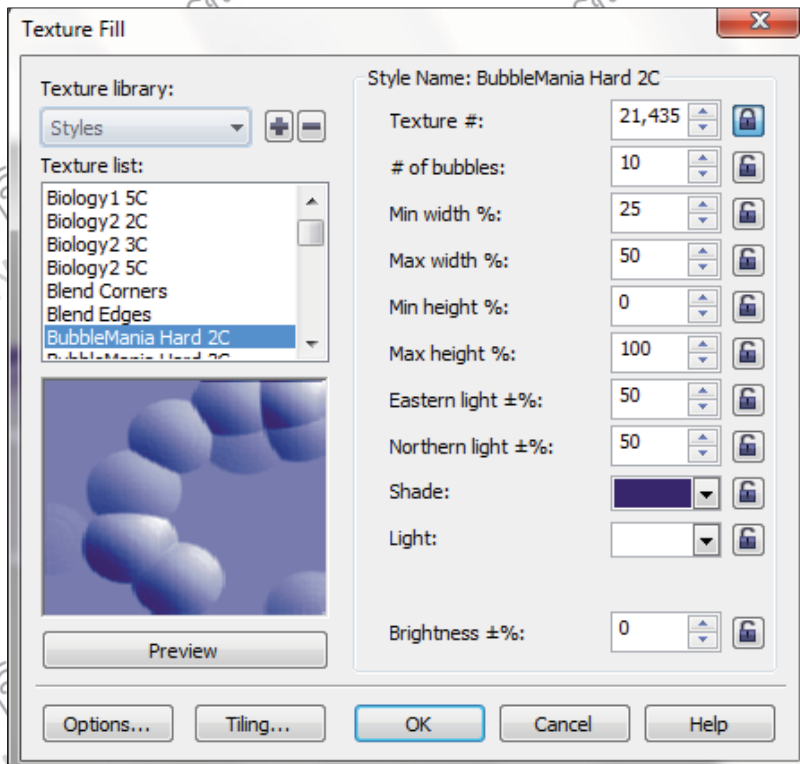 Texture Fill
Texture library:
Styles
Texture list:
Biology1 5C
Biology2 2C
Biology2 3C
Biology2 5C
Blend Corners
Blend Edges
BubbleMania Hard 2C
BubbleMania Hard 2C
Preview
Style Name: BubbleMania Hard 2C
Texture #: 21,435
# of bubbles: 10
Min width %: 25
Max width %: 50
Min height %: 0
Max height %: 100
Eastern light ±%: 50
Northern light ±%: 50
Shade:
Light:
Brightness ±%: 0
Options... Tiling... OK Cancel Help